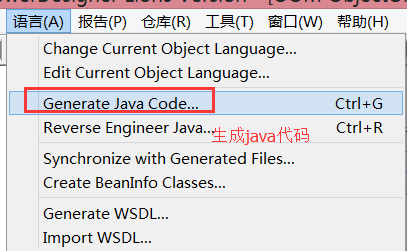 语言(A) 报告(P) 仓库(R) 工具(T) 窗口(W) 帮助(H)
Change Current Object Language...
Edit Current Object Language...
Generate Java Code... Ctrl+G
Reverse Engineer Java... Ctrl+R
生成java代码
Synchronize with Generated Files...
Create BeanInfo Classes...
Generate WSDL...
Import WSDL...